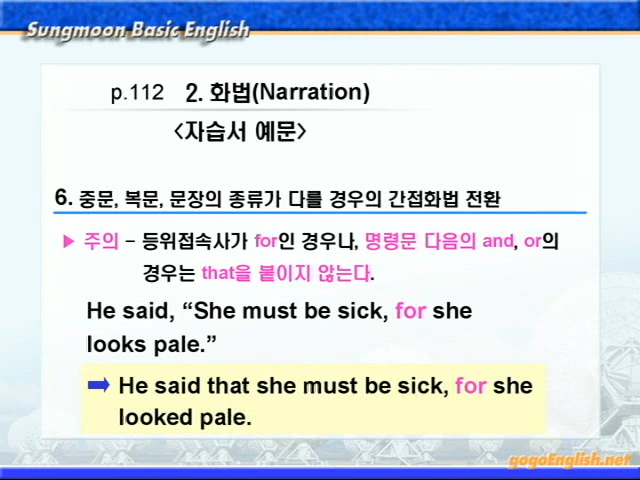 Sungmoon Basic English
p.112 2. 화법(Narration)
<자습서 예문>
6. 중문, 복문, 문장의 종류가 다를 경우의 간접화법 전환
▶ 주의 - 등위접속사가 for인 경우나, 명령문 다음의 and, or의
경우는 that을 붙이지 않는다.
He said, “She must be sick, for she
looks pale.”
➡ He said that she must be sick, for she
looked pale.
gogoEnglish.net